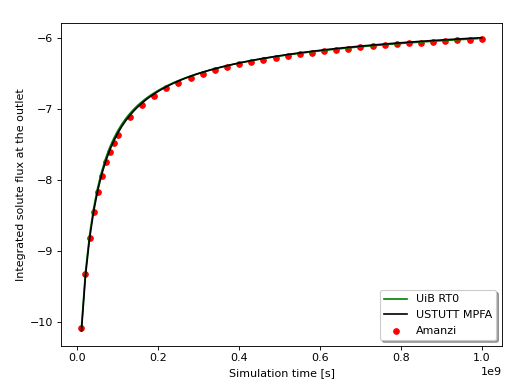 −6
−7
−8
−9
−10
Integrated solute flux at the outlet
UiB RT0
USTUTT MPFA
Amanzi
0.0 0.2 0.4 0.6 0.8 1.0
1e9
Simulation time [s]